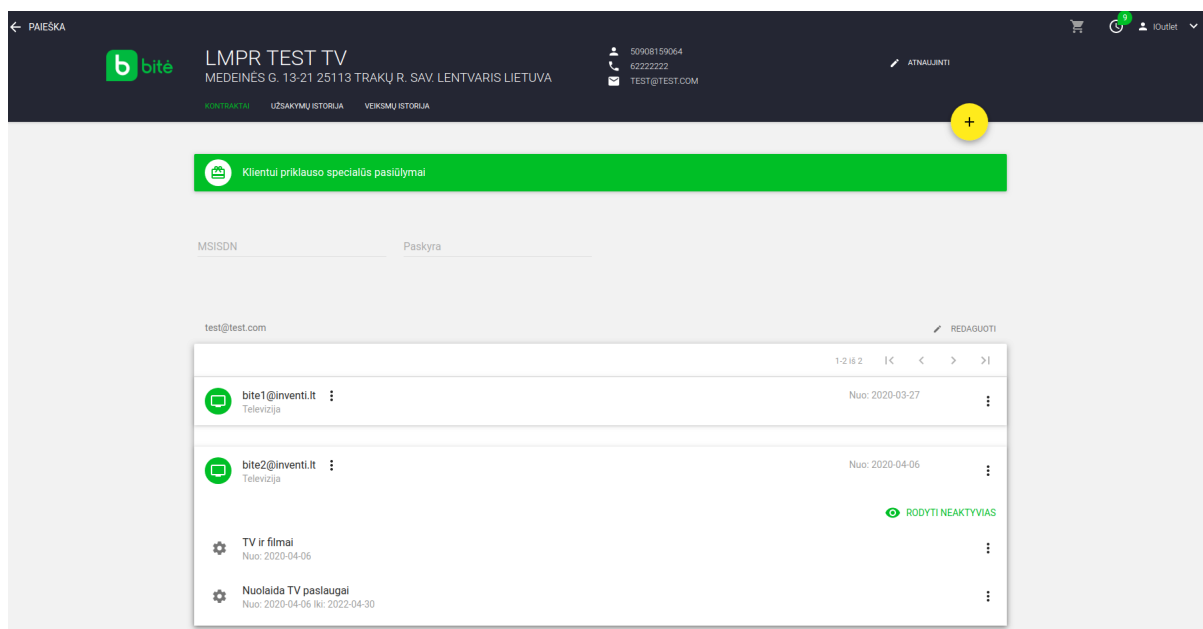 PAIEŠKA
9
IOutlet
bitė
LMPR TEST TV
MEDEINĖS G. 13-21 25113 TRAKŲ R. SAV. LENTVARIS LIETUVA
50908159064
62222222
TEST@TEST.COM
ATNAUJINTI
KONTRAKTAI UŽSAKYMŲ ISTORIJA VEIKSMŲ ISTORIJA
+
Klientui priklauso specialūs pasiūlymai
MSISDN Paskyra
test@test.com REDAGUOTI
1-2 iš 2
bite1@inventi.lt Nuo: 2020-03-27
Televizija
bite2@inventi.lt Nuo: 2020-04-06
Televizija
RODYTI NEAKTYVIAS
TV ir filmai
Nuo: 2020-04-06
Nuolaida TV paslaugai
Nuo: 2020-04-06 Iki: 2022-04-30